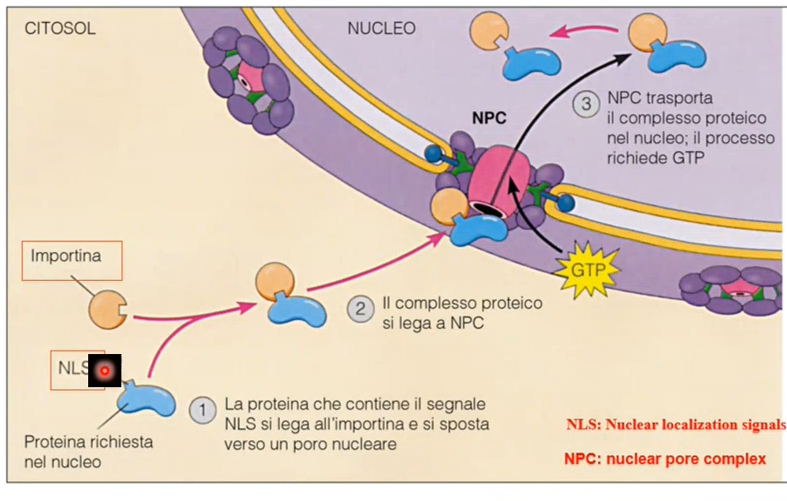 CITOSOL
NUCLEO
NPC
3 NPC trasporta
il complesso proteico
nel nucleo; il processo
richiede GTP
Importina
GTP
2 Il complesso proteico
si lega a NPC
NLS
1 La proteina che contiene il segnale
NLS si lega all'importina e si sposta
verso un poro nucleare
Proteina richiesta
nel nucleo
NLS: Nuclear localization signals
NPC: nuclear pore complex